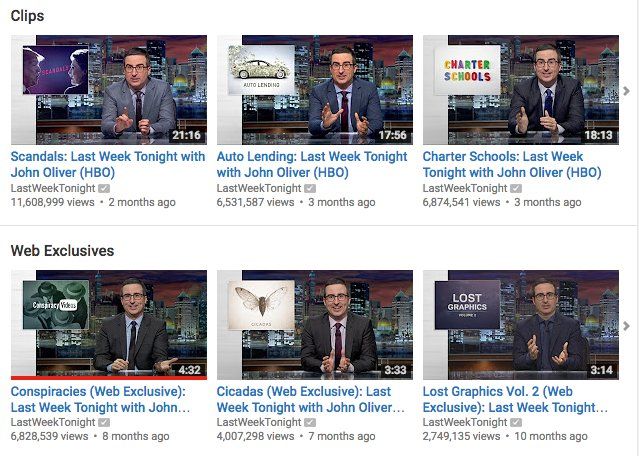 Clips
SCANDALS
AUTO LENDING
CHARTER
SCHOOLS
21:16
17:56
18:13
Scandals: Last Week Tonight with
John Oliver (HBO)
LastWeekTonight
11,608,999 views • 2 months ago
Auto Lending: Last Week Tonight
with John Oliver (HBO)
LastWeekTonight
6,531,587 views • 3 months ago
Charter Schools: Last Week
Tonight with John Oliver (HBO)
LastWeekTonight
6,874,541 views • 3 months ago
Web Exclusives
Conspiracy Videos
CICADAS
LOST
GRAPHICS
VOLUME 2
4:32
3:33
3:14
Conspiracies (Web Exclusive):
Last Week Tonight with John…
LastWeekTonight
6,828,539 views • 8 months ago
Cicadas (Web Exclusive): Last
Week Tonight with John Oliver…
LastWeekTonight
4,007,298 views • 7 months ago
Lost Graphics Vol. 2 (Web
Exclusive): Last Week Tonight…
LastWeekTonight
2,749,135 views • 10 months ago